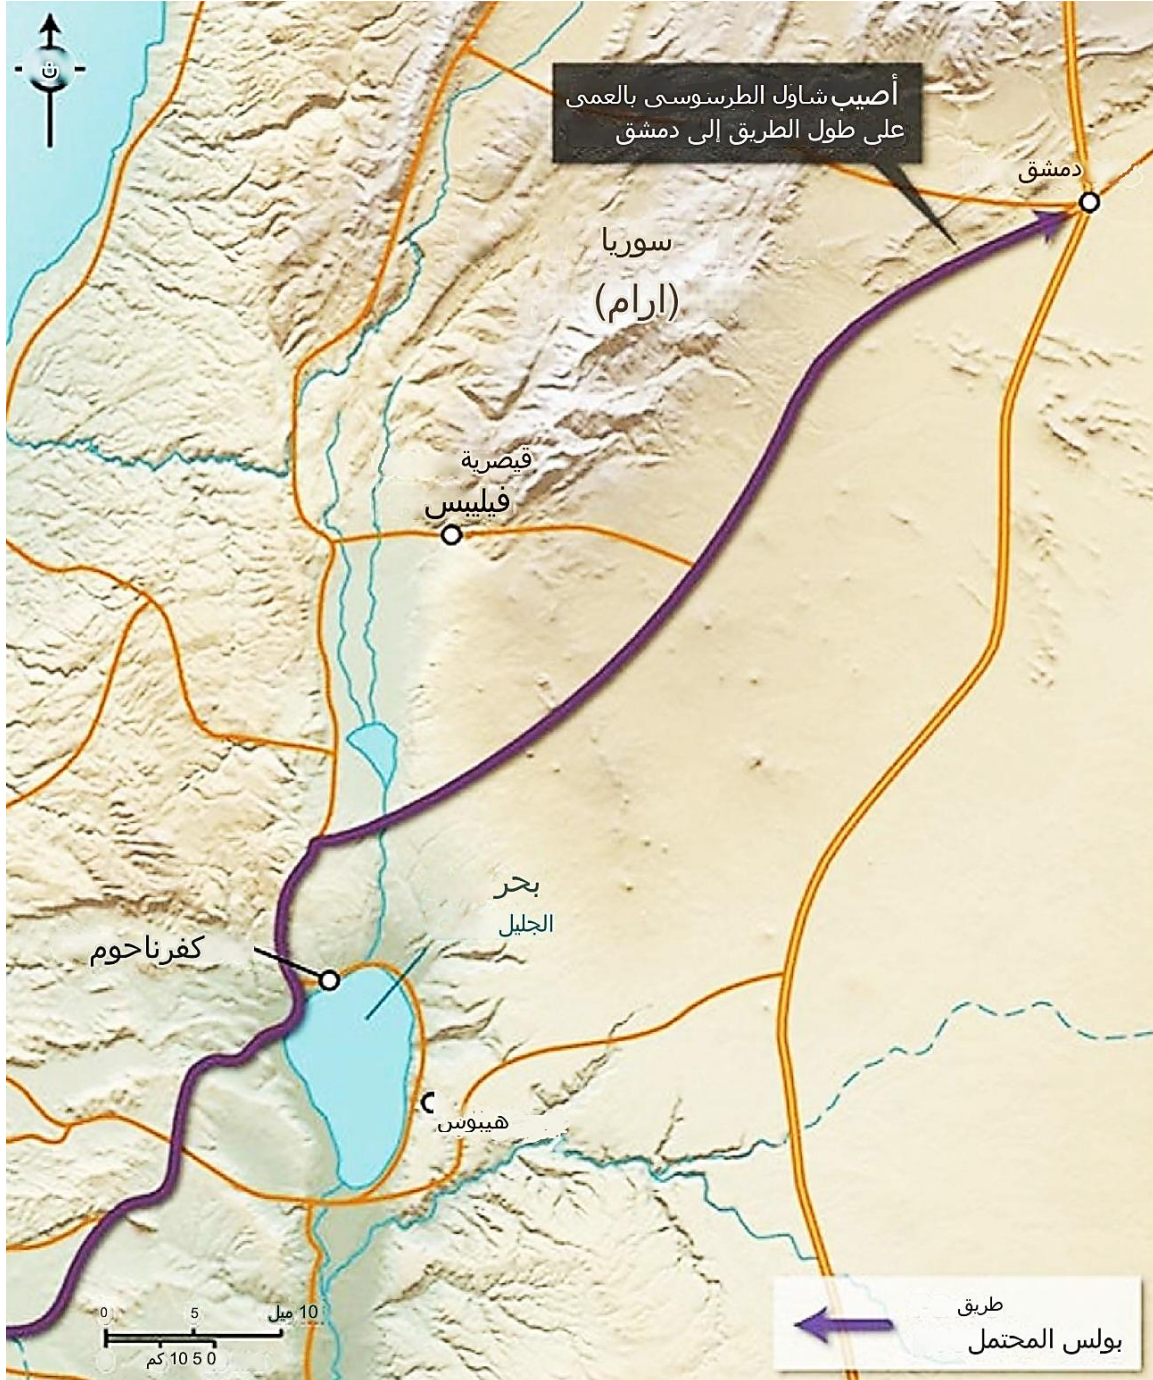 ن
أصيب شاول الطرسوسى بالعمى
على طول الطريق إلى دمشق
دمشق
سوريا
(ارام)
قيصرية
فيليبس
بحر
الجليل
كفرناحوم
هيبوس
0 5 10 ميل
0 5 10 كم
طريق
بولس المحتمل